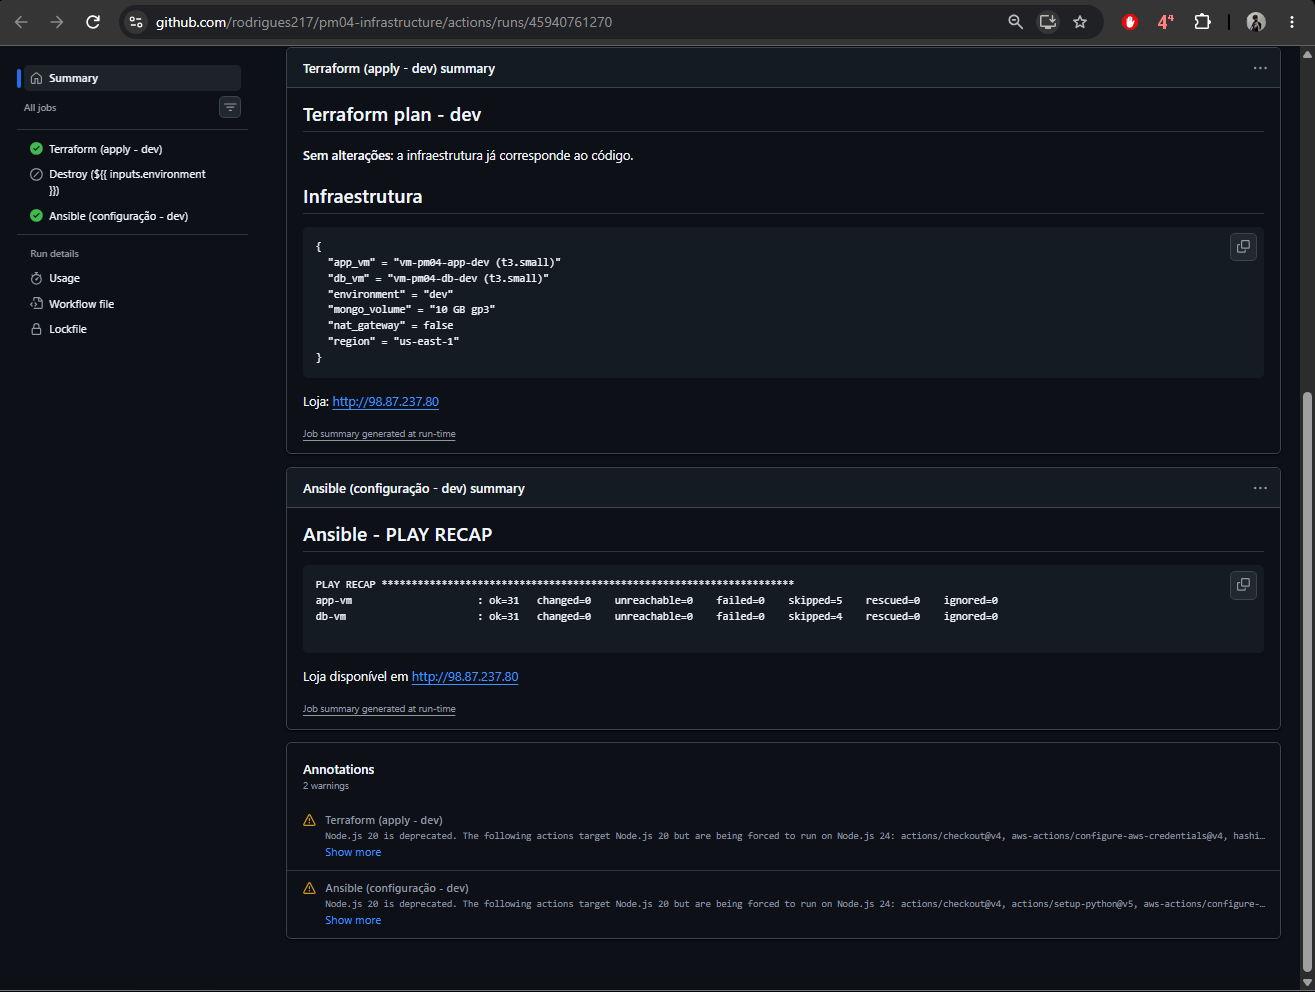 github.com/rodrigues217/pm04-infrastructure/actions/runs/45940761270
Summary
All jobs
Terraform (apply - dev)
Destroy (${{ inputs.environment
}})
Ansible (configuração - dev)
Run details
Usage
Workflow file
Lockfile
Terraform (apply - dev) summary
Terraform plan - dev
Sem alterações: a infraestrutura já corresponde ao código.
Infraestrutura
{
"app_vm" = "vm-pm04-app-dev (t3.small)"
"db_vm" = "vm-pm04-db-dev (t3.small)"
"environment" = "dev"
"mongo_volume" = "10 GB gp3"
"nat_gateway" = false
"region" = "us-east-1"
}
Loja: http://98.87.237.80
Job summary generated at run-time
Ansible (configuração - dev) summary
Ansible - PLAY RECAP
PLAY RECAP *********************************************************************
app-vm : ok=31 changed=0 unreachable=0 failed=0 skipped=5 rescued=0 ignored=0
db-vm : ok=31 changed=0 unreachable=0 failed=0 skipped=4 rescued=0 ignored=0
Loja disponível em http://98.87.237.80
Job summary generated at run-time
Annotations
2 warnings
Terraform (apply - dev)
Node.js 20 is deprecated. The following actions target Node.js 20 but are being forced to run on Node.js 24: actions/checkout@v4, aws-actions/configure-aws-credentials@v4, hashi…
Show more
Ansible (configuração - dev)
Node.js 20 is deprecated. The following actions target Node.js 20 but are being forced to run on Node.js 24: actions/checkout@v4, actions/setup-python@v5, aws-actions/configure-…
Show more